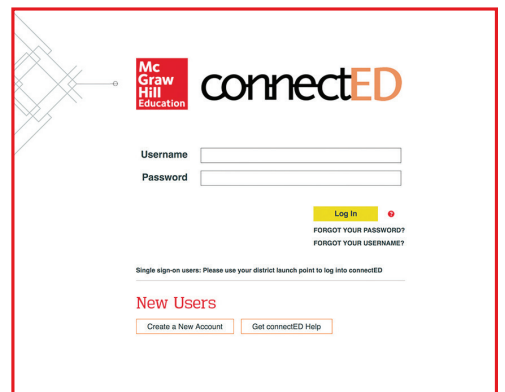 Mc
Graw
Hill
Education
connectED
Username
Password
Log In ?
FORGOT YOUR PASSWORD?
FORGOT YOUR USERNAME?
Single sign-on users: Please use your district launch point to log into connectED
New Users
Create a New Account Get connectED Help